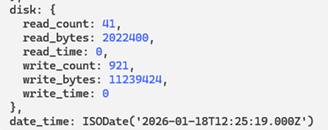 disk: {
read_count: 41,
read_bytes: 2022400,
read_time: 0,
write_count: 921,
write_bytes: 11239424,
write_time: 0
},
date_time: ISODate('2026-01-18T12:25:19.000Z')